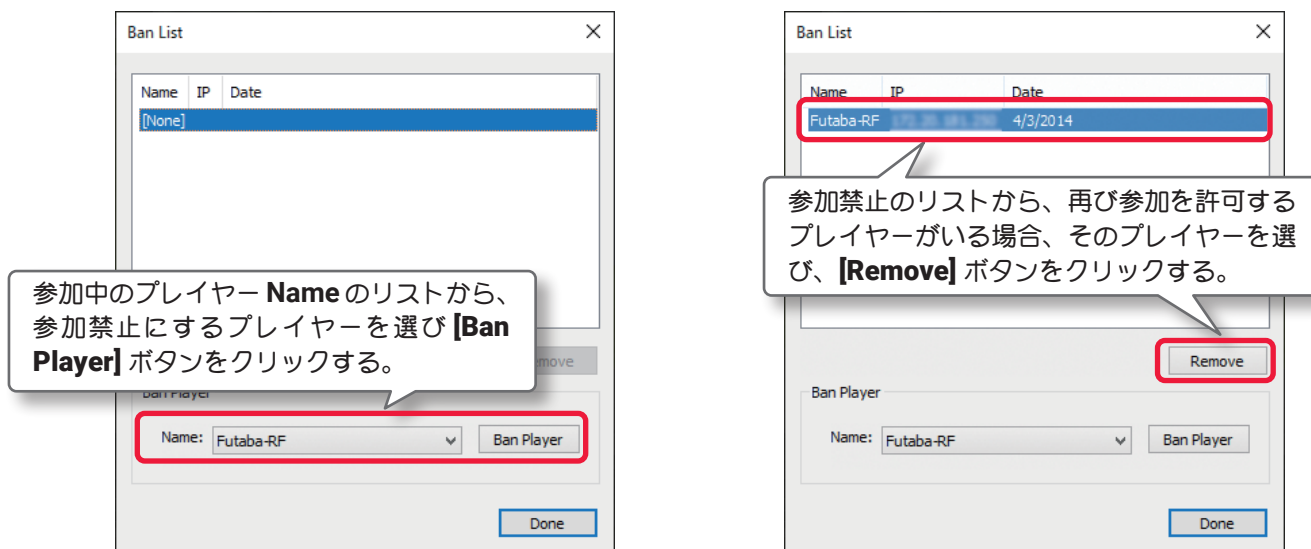 Ban List
Name IP Date
[None]
参加中のプレイヤー Name のリストから、
参加禁止にするプレイヤーを選び [Ban
Player] ボタンをクリックする。
Ban Player
Name: Futaba-RF Ban Player
Done
Ban List
Name IP Date
Futaba-RF 4/3/2014
参加禁止のリストから、再び参加を許可する
プレイヤーがいる場合、そのプレイヤーを選
び、[Remove] ボタンをクリックする。
Remove
Ban Player
Name: Futaba-RF Ban Player
Done